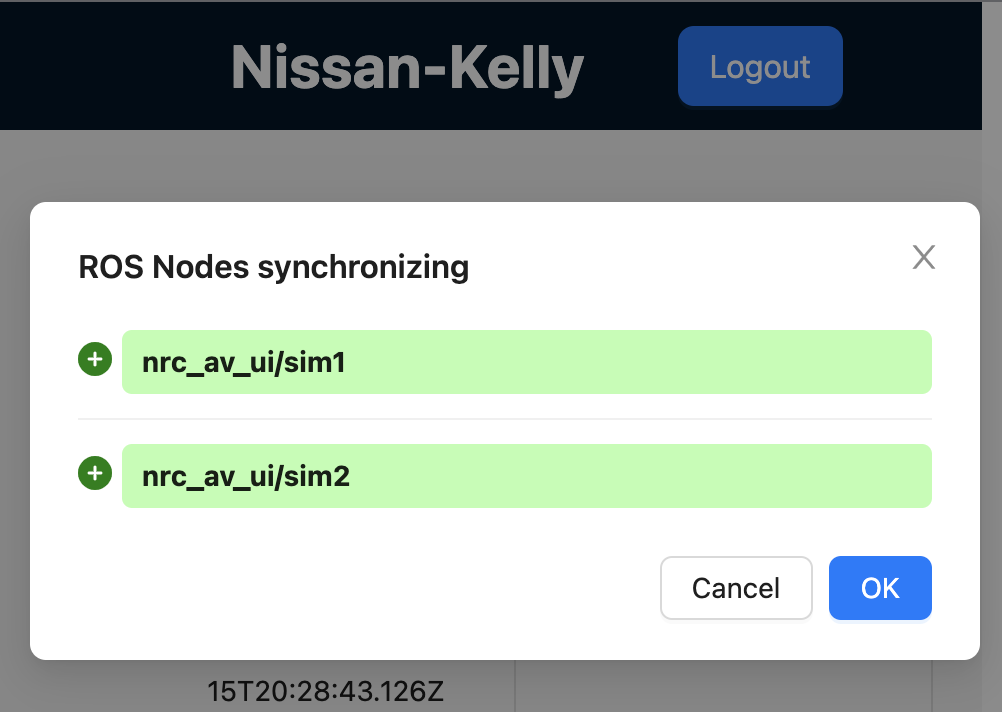 Nissan-Kelly
Logout
ROS Nodes synchronizing
nrc_av_ui/sim1
nrc_av_ui/sim2
Cancel
OK
15T20:28:43.126Z